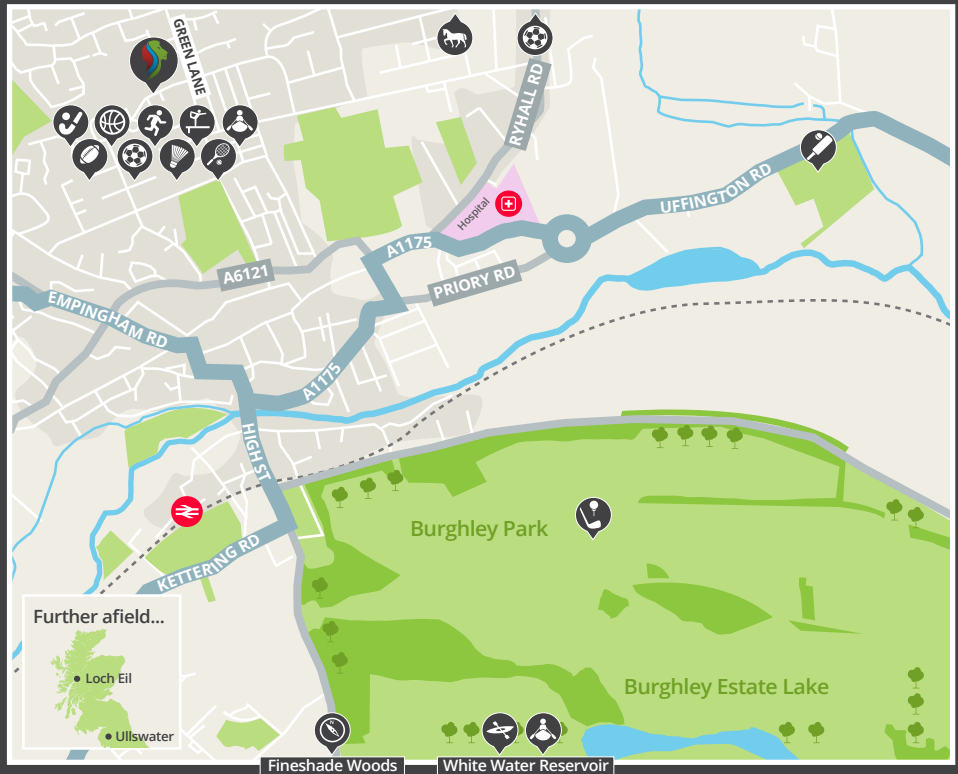 GREEN LANE
RYHALL RD
UFFINGTON RD
Hospital
A1175
A6121
PRIORY RD
EMPINGHAM RD
A1175
HIGH ST
Burghley Park
KETTERING RD
Further afield...
Loch Eil
Ullswater
Burghley Estate Lake
N
Fineshade Woods
White Water Reservoir